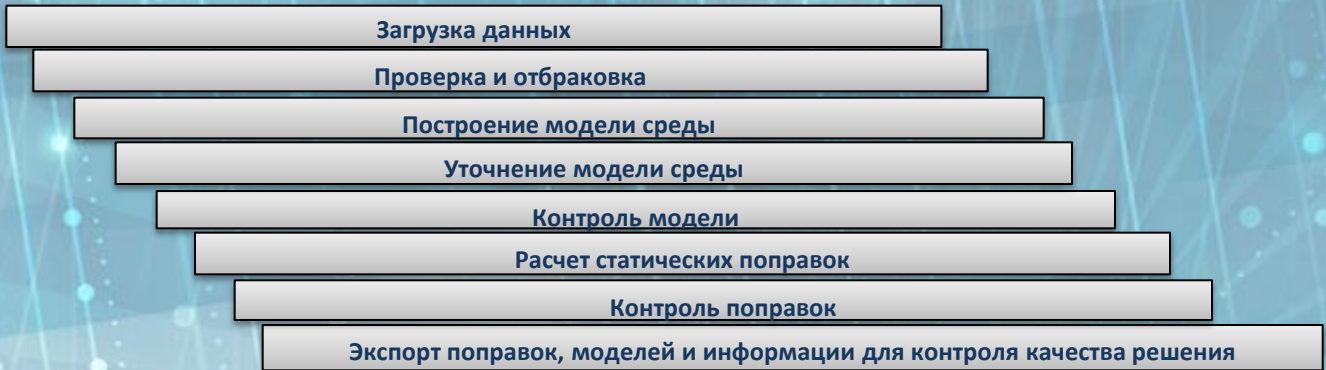 Загрузка данных
Проверка и отбраковка
Построение модели среды
Уточнение модели среды
Контроль модели
Расчет статических поправок
Контроль поправок
Экспорт поправок, моделей и информации для контроля качества решения